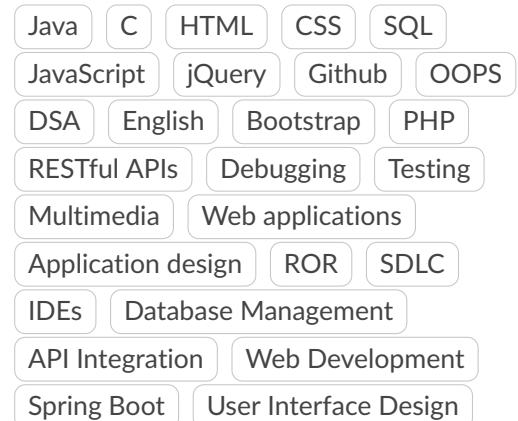 Java C HTML CSS SQL
JavaScript jQuery Github OOPS
DSA English Bootstrap PHP
RESTful APIs Debugging Testing
Multimedia Web applications
Application design ROR SDLC
IDEs Database Management
API Integration Web Development
Spring Boot User Interface Design